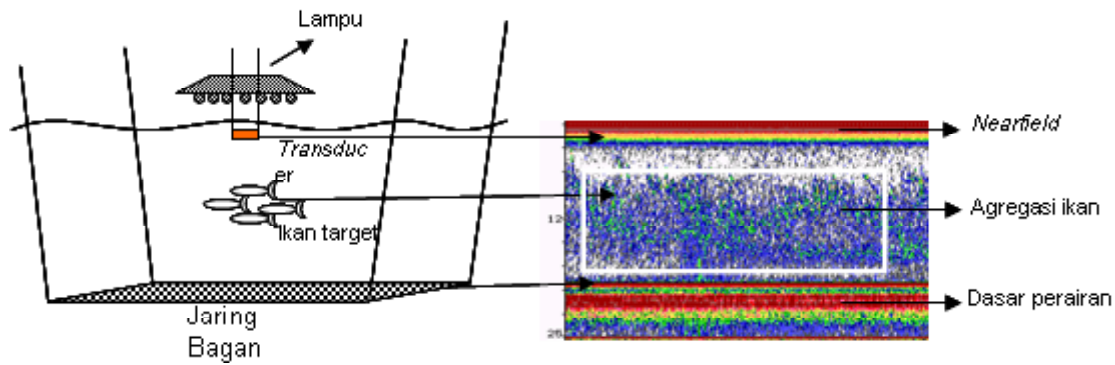 Lampu
Transduc
er
Ikan target
Jaring
Bagan
Nearfield
Agregasi ikan
Dasar perairan
12
25